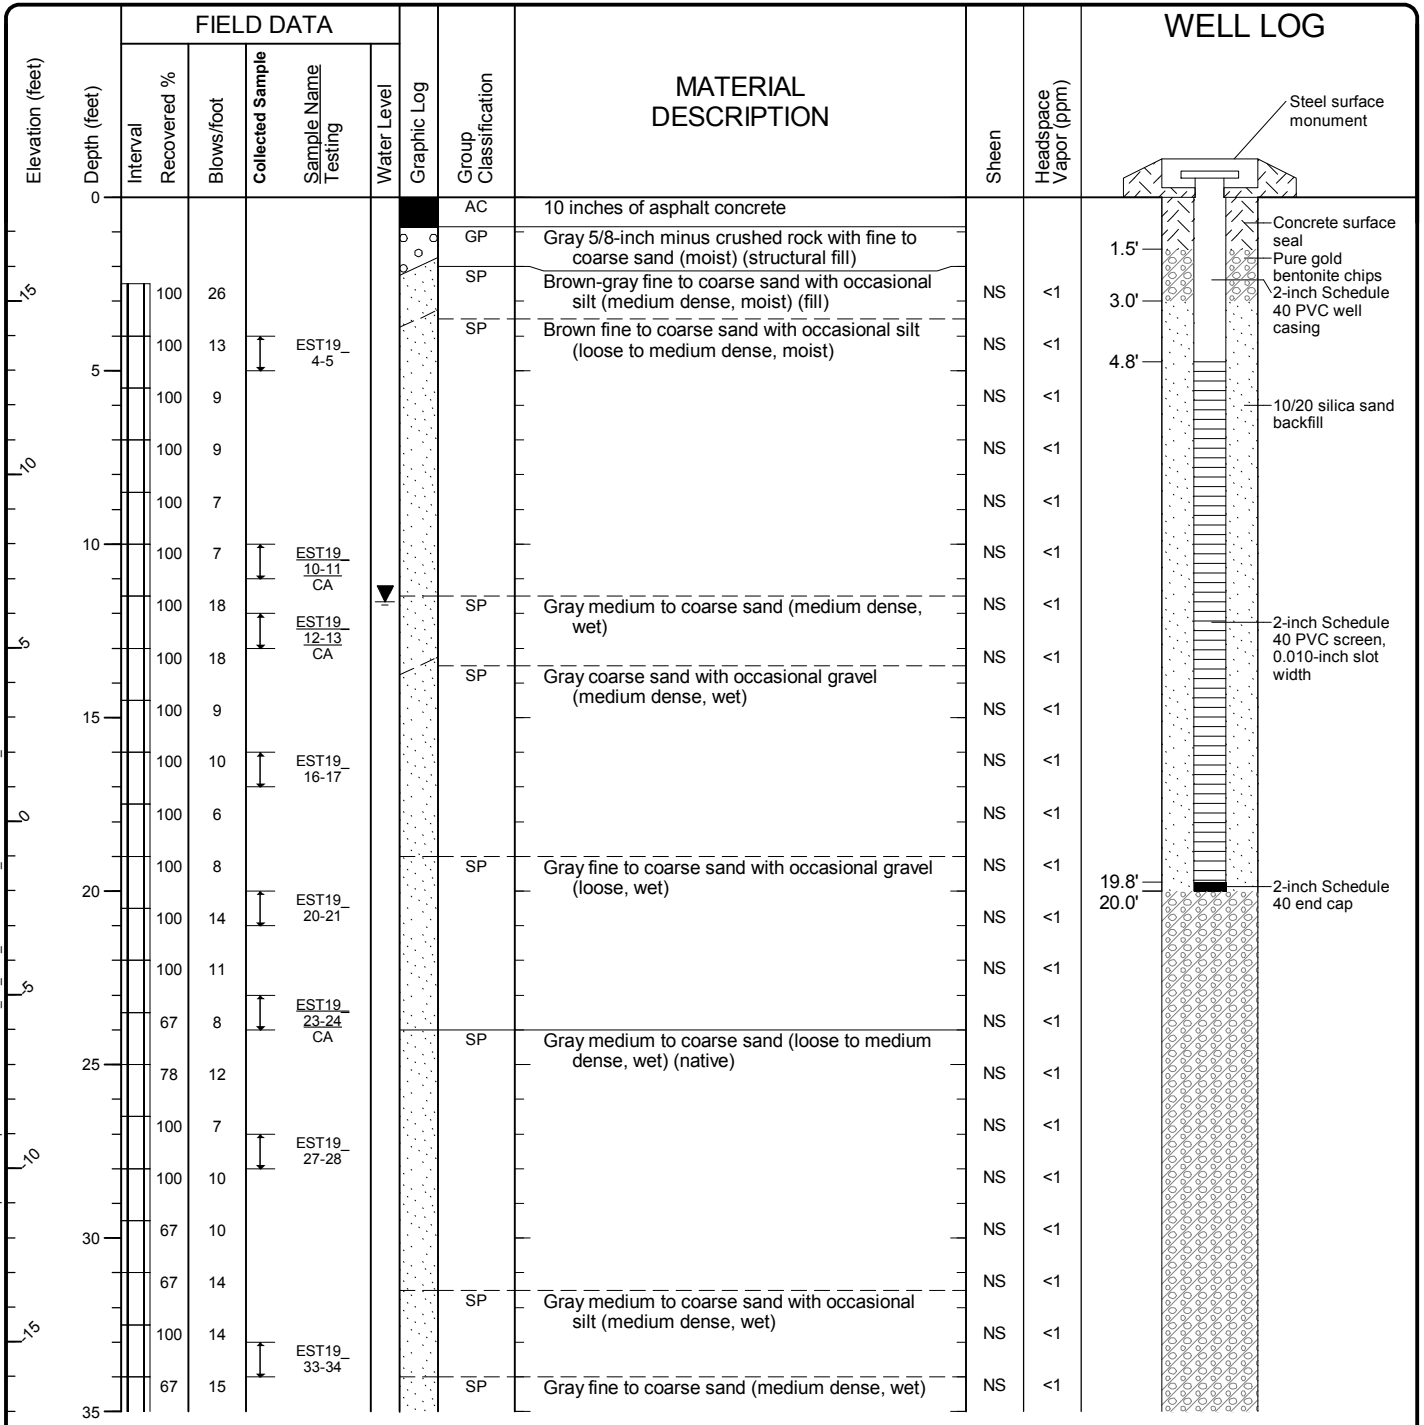 FIELD DATA
WELL LOG
Elevation (feet)
Depth (feet)
Interval
Recovered %
Blows/foot
Collected Sample
Sample Name
Testing
Water Level
Graphic Log
Group
Classification
MATERIAL
DESCRIPTION
Sheen
Headspace
Vapor (ppm)
Steel surface
monument
0
AC 10 inches of asphalt concrete
GP Gray 5/8-inch minus crushed rock with fine to
coarse sand (moist) (structural fill)
SP Brown-gray fine to coarse sand with occasional
silt (medium dense, moist) (fill)
15
100 26 NS <1
SP Brown fine to coarse sand with occasional silt
(loose to medium dense, moist)
100 13 EST19_
4-5
NS <1
5
100 9 NS <1
100 9 NS <1
10
100 7 NS <1
10
100 7 EST19_
10-11
CA
NS <1
100 18 NS <1
SP Gray medium to coarse sand (medium dense,
wet)
EST19_
12-13
CA
5
100 18 NS <1
SP Gray coarse sand with occasional gravel
(medium dense, wet)
100 9 NS <1
15
100 10 EST19_
16-17
NS <1
100 6 NS <1
0
100 8 NS <1
SP Gray fine to coarse sand with occasional gravel
(loose, wet)
20
EST19_
20-21
100 14 NS <1
100 11 NS <1
-5
EST19_
23-24
CA
67 8 NS <1
SP Gray medium to coarse sand (loose to medium
dense, wet) (native)
25
78 12 NS <1
100 7 NS <1
EST19_
27-28
-10
100 10 NS <1
67 10 NS <1
30
67 14 NS <1
SP Gray medium to coarse sand with occasional
silt (medium dense, wet)
100 14 NS <1
-15
EST19_
33-34
67 15 NS <1
SP Gray fine to coarse sand (medium dense, wet)
35
Concrete surface
seal
1.5'
Pure gold
bentonite chips
2-inch Schedule
40 PVC well
casing
3.0'
4.8'
10/20 silica sand
backfill
2-inch Schedule
40 PVC screen,
0.010-inch slot
width
19.8'
20.0'
2-inch Schedule
40 end cap